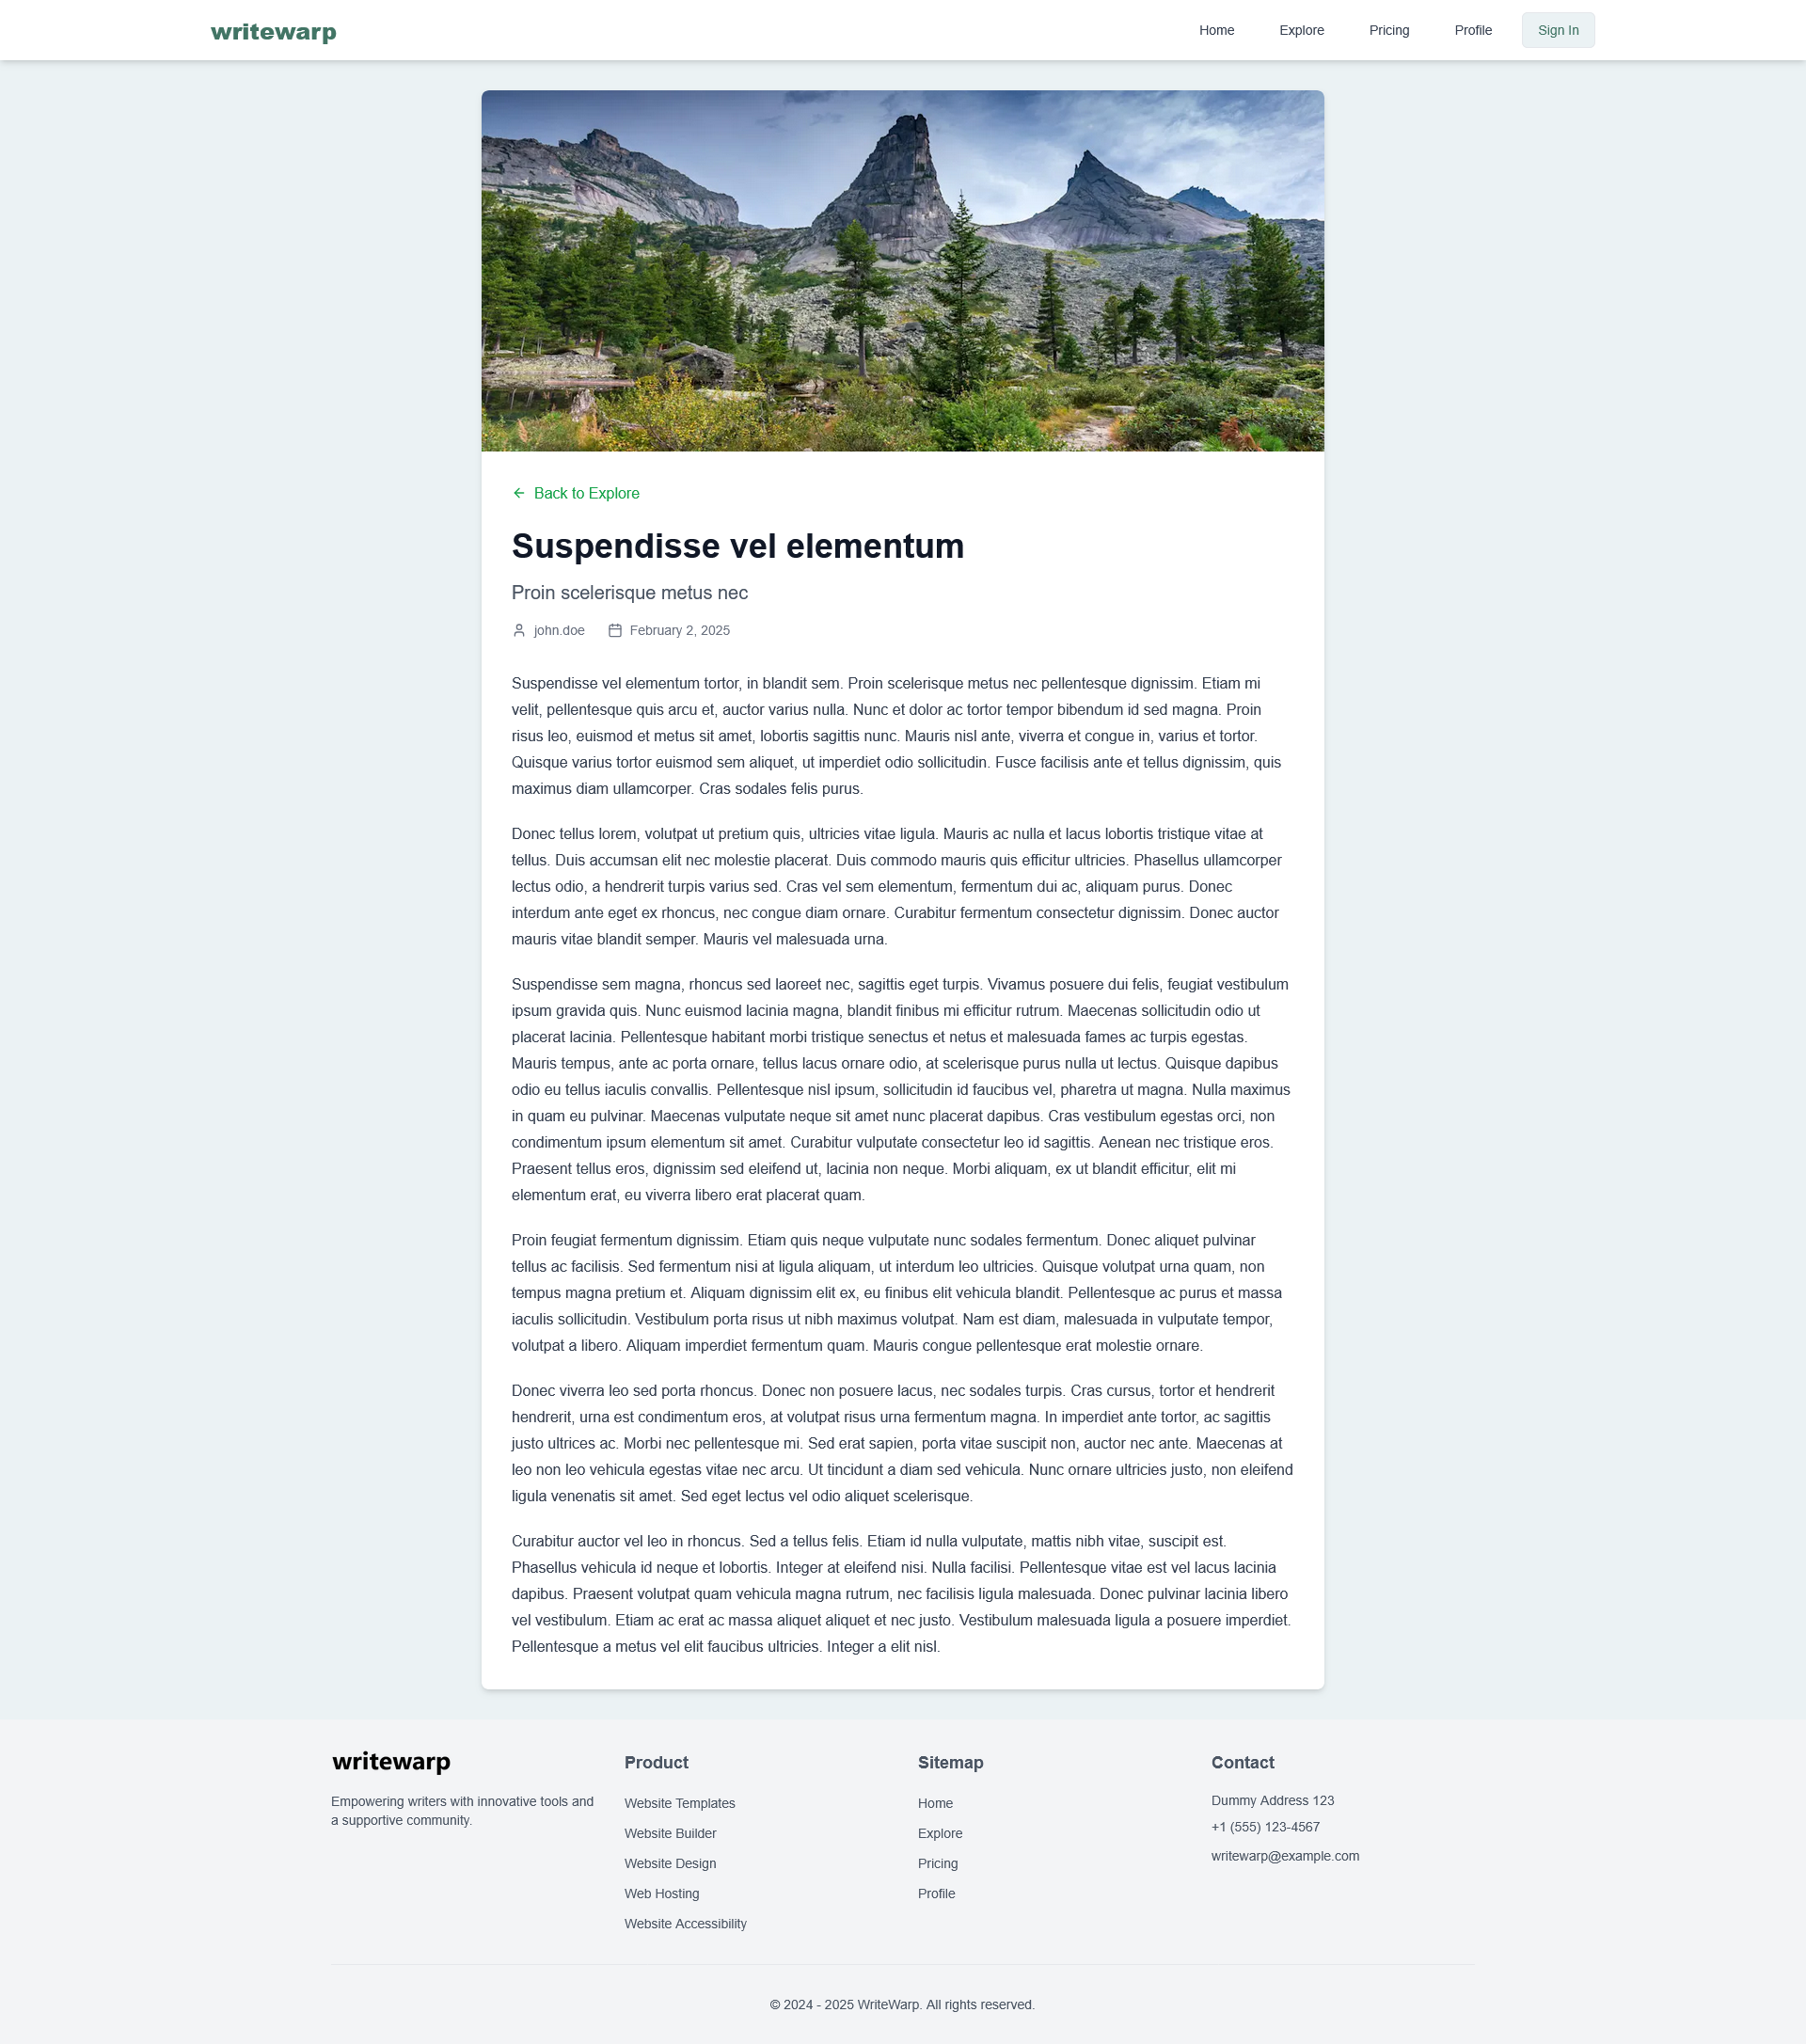 writewarp
Home
Explore
Pricing
Profile
Sign In
Back to Explore
Suspendisse vel elementum
Proin scelerisque metus nec
john.doe
February 2, 2025
Suspendisse vel elementum tortor, in blandit sem. Proin scelerisque metus nec pellentesque dignissim. Etiam mi
velit, pellentesque quis arcu et, auctor varius nulla. Nunc et dolor ac tortor tempor bibendum id sed magna. Proin
risus leo, euismod et metus sit amet, lobortis sagittis nunc. Mauris nisl ante, viverra et congue in, varius et tortor.
Quisque varius tortor euismod sem aliquet, ut imperdiet odio sollicitudin. Fusce facilisis ante et tellus dignissim, quis
maximus diam ullamcorper. Cras sodales felis purus.
Donec tellus lorem, volutpat ut pretium quis, ultricies vitae ligula. Mauris ac nulla et lacus lobortis tristique vitae at
tellus. Duis accumsan elit nec molestie placerat. Duis commodo mauris quis efficitur ultricies. Phasellus ullamcorper
lectus odio, a hendrerit turpis varius sed. Cras vel sem elementum, fermentum dui ac, aliquam purus. Donec
interdum ante eget ex rhoncus, nec congue diam ornare. Curabitur fermentum consectetur dignissim. Donec auctor
mauris vitae blandit semper. Mauris vel malesuada urna.
Suspendisse sem magna, rhoncus sed laoreet nec, sagittis eget turpis. Vivamus posuere dui felis, feugiat vestibulum
ipsum gravida quis. Nunc euismod lacinia magna, blandit finibus mi efficitur rutrum. Maecenas sollicitudin odio ut
placerat lacinia. Pellentesque habitant morbi tristique senectus et netus et malesuada fames ac turpis egestas.
Mauris tempus, ante ac porta ornare, tellus lacus ornare odio, at scelerisque purus nulla ut lectus. Quisque dapibus
odio eu tellus iaculis convallis. Pellentesque nisl ipsum, sollicitudin id faucibus vel, pharetra ut magna. Nulla maximus
in quam eu pulvinar. Maecenas vulputate neque sit amet nunc placerat dapibus. Cras vestibulum egestas orci, non
condimentum ipsum elementum sit amet. Curabitur vulputate consectetur leo id sagittis. Aenean nec tristique eros.
Praesent tellus eros, dignissim sed eleifend ut, lacinia non neque. Morbi aliquam, ex ut blandit efficitur, elit mi
elementum erat, eu viverra libero erat placerat quam.
Proin feugiat fermentum dignissim. Etiam quis neque vulputate nunc sodales fermentum. Donec aliquet pulvinar
tellus ac facilisis. Sed fermentum nisi at ligula aliquam, ut interdum leo ultricies. Quisque volutpat urna quam, non
tempus magna pretium et. Aliquam dignissim elit ex, eu finibus elit vehicula blandit. Pellentesque ac purus et massa
iaculis sollicitudin. Vestibulum porta risus ut nibh maximus volutpat. Nam est diam, malesuada in vulputate tempor,
volutpat a libero. Aliquam imperdiet fermentum quam. Mauris congue pellentesque erat molestie ornare.
Donec viverra leo sed porta rhoncus. Donec non posuere lacus, nec sodales turpis. Cras cursus, tortor et hendrerit
hendrerit, urna est condimentum eros, at volutpat risus urna fermentum magna. In imperdiet ante tortor, ac sagittis
justo ultrices ac. Morbi nec pellentesque mi. Sed erat sapien, porta vitae suscipit non, auctor nec ante. Maecenas at
leo non leo vehicula egestas vitae nec arcu. Ut tincidunt a diam sed vehicula. Nunc ornare ultricies justo, non eleifend
ligula venenatis sit amet. Sed eget lectus vel odio aliquet scelerisque.
Curabitur auctor vel leo in rhoncus. Sed a tellus felis. Etiam id nulla vulputate, mattis nibh vitae, suscipit est.
Phasellus vehicula id neque et lobortis. Integer at eleifend nisi. Nulla facilisi. Pellentesque vitae est vel lacus lacinia
dapibus. Praesent volutpat quam vehicula magna rutrum, nec facilisis ligula malesuada. Donec pulvinar lacinia libero
vel vestibulum. Etiam ac erat ac massa aliquet aliquet et nec justo. Vestibulum malesuada ligula a posuere imperdiet.
Pellentesque a metus vel elit faucibus ultricies. Integer a elit nisl.
writewarp
Empowering writers with innovative tools and
a supportive community.
Product
Website Templates
Website Builder
Website Design
Web Hosting
Website Accessibility
Sitemap
Home
Explore
Pricing
Profile
Contact
Dummy Address 123
+1 (555) 123-4567
writewarp@example.com
© 2024 - 2025 WriteWarp. All rights reserved.